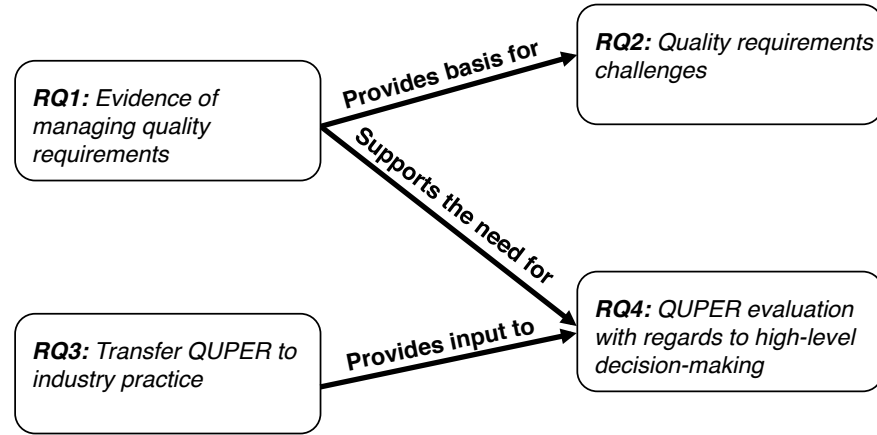 RQ1: Evidence of
managing quality
requirements
Provides basis for
RQ2: Quality requirements
challenges
Supports the need for
RQ3: Transfer QUPER to
industry practice
Provides input to
RQ4: QUPER evaluation
with regards to high-level
decision-making